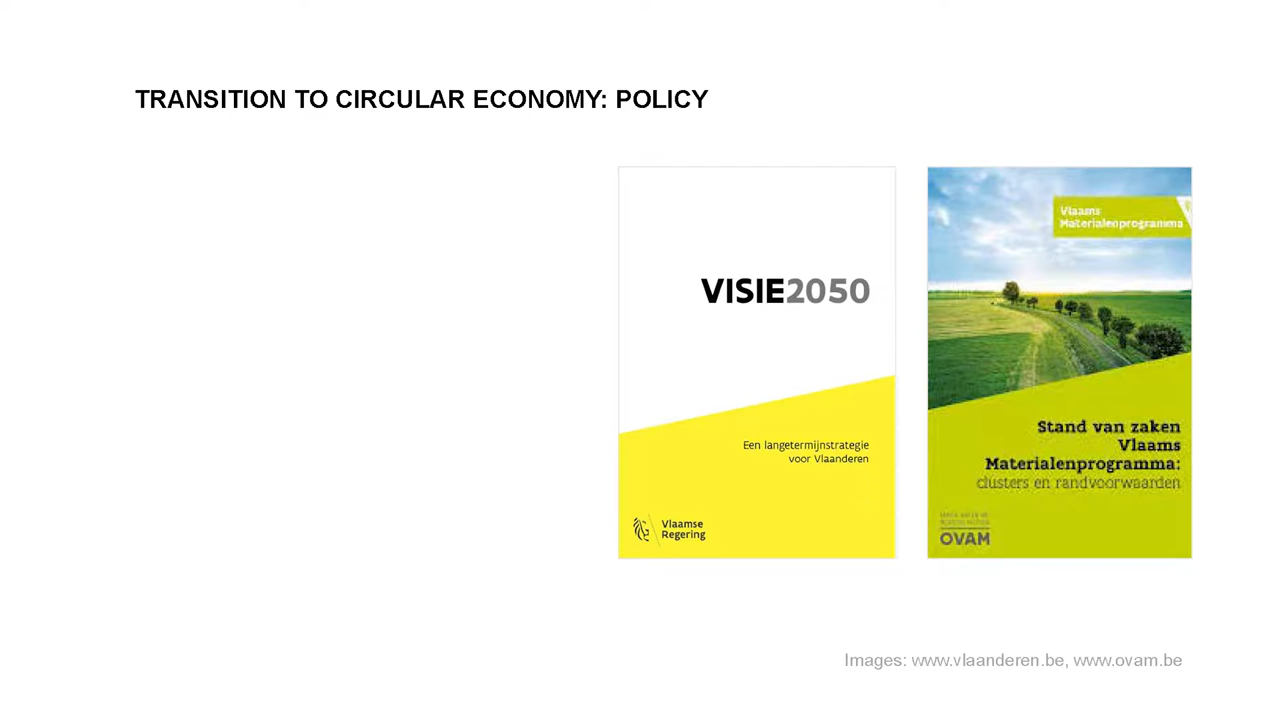 TRANSITION TO CIRCULAR ECONOMY: POLICY
VISIE2050
Een langetermijnstrategie
voor Vlaanderen
Vlaamse
Regering
Vlaams
Materialenprogramma
Stand van zaken
Vlaams
Materialenprogramma:
clusters en randvoorwaarden
OVAM
Images: www.vlaanderen.be, www.ovam.be